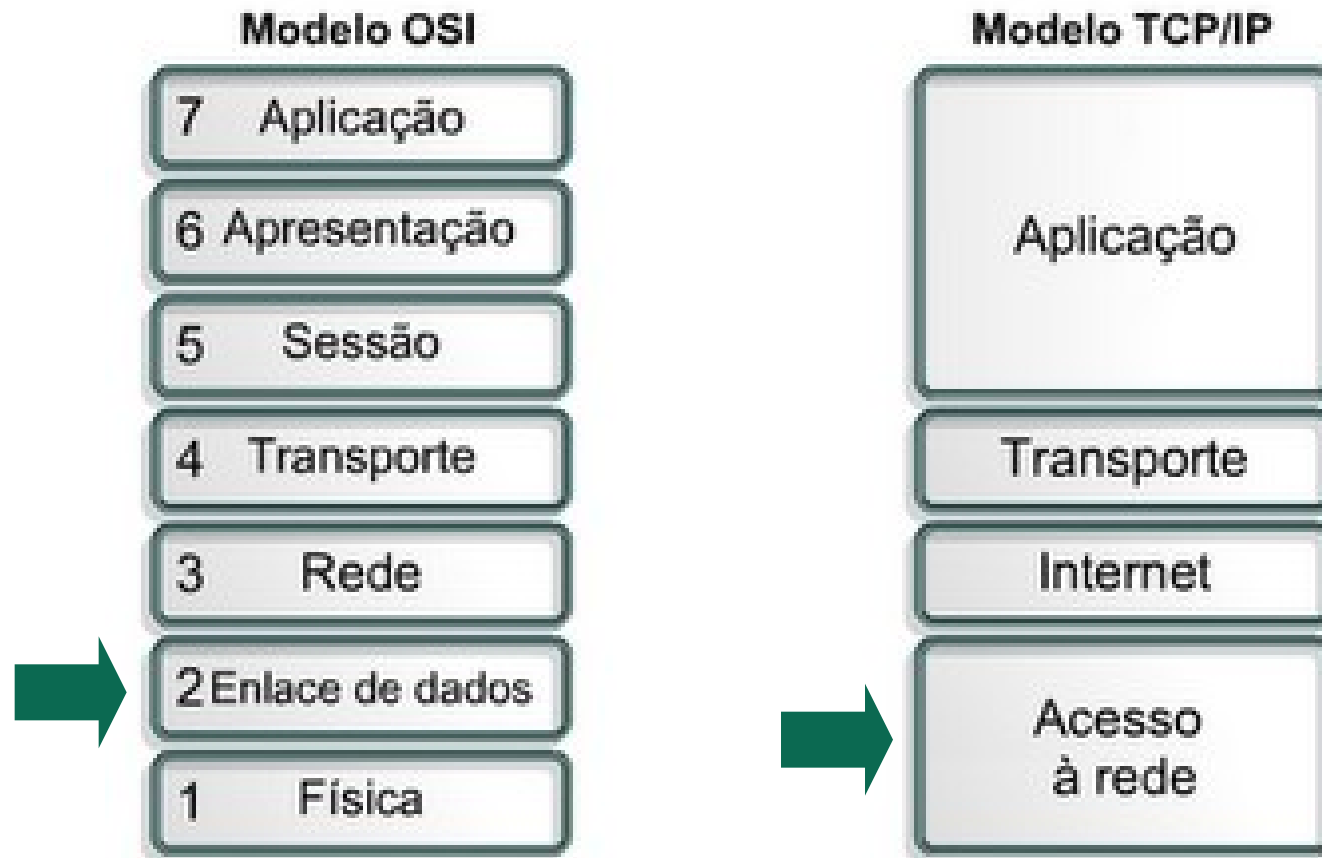 Modelo OSI
7 Aplicação
6 Apresentação
5 Sessão
4 Transporte
3 Rede
2 Enlace de dados
1 Física
Modelo TCP/IP
Aplicação
Transporte
Internet
Acesso
à rede